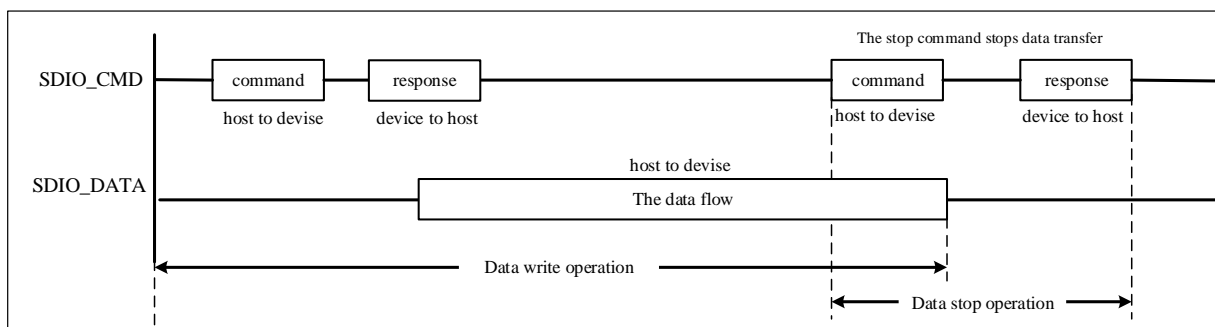 The stop command stops data transfer
SDIO_CMD
command
response
command
response
host to devise
device to host
host to devise
device to host
host to devise
SDIO_DATA
The data flow
Data write operation
Data stop operation